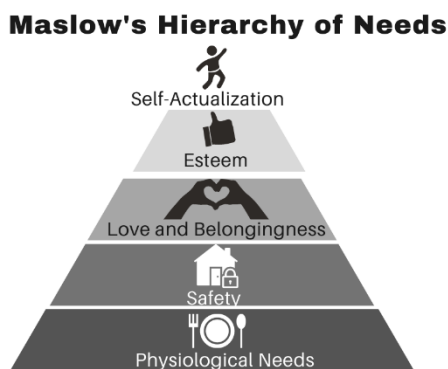 Maslow's Hierarchy of Needs
Self-Actualization
Esteem
Love and Belongingness
Safety
Physiological Needs